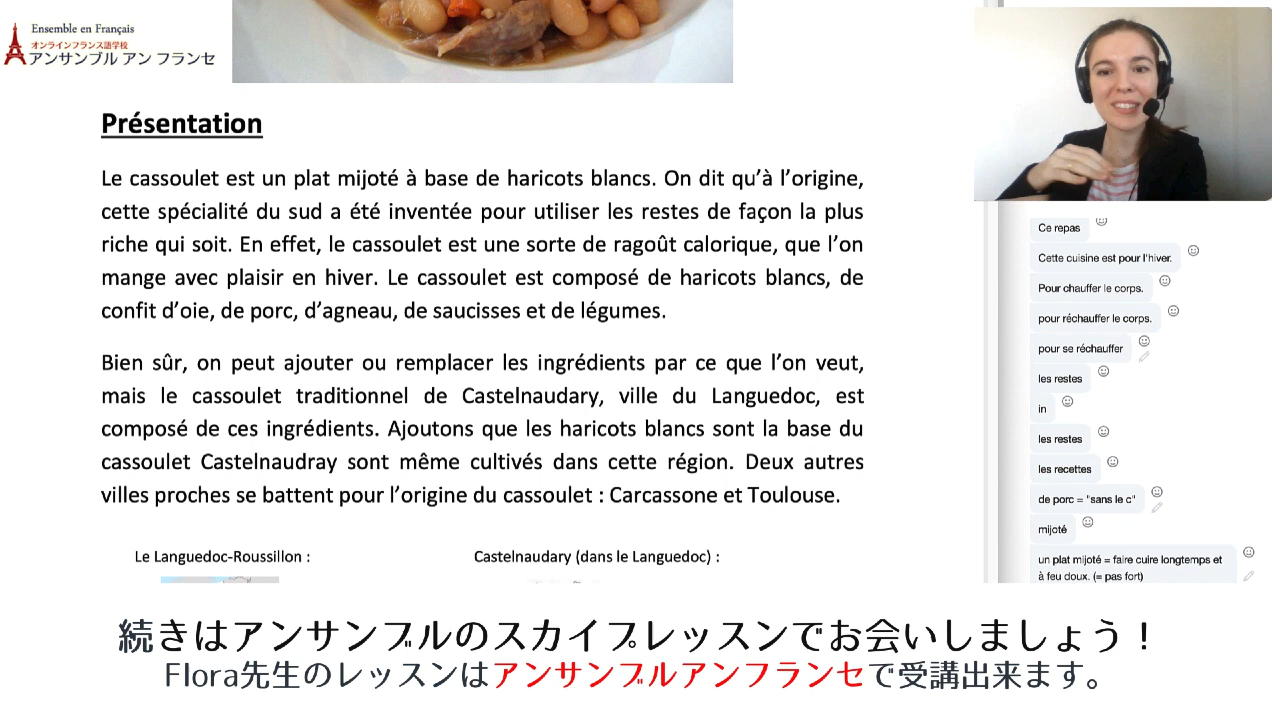 Ensemble en Français
オンラインフランス語学校
アンサンブル アン フランセ
Présentation
Le cassoulet est un plat mijoté à base de haricots blancs. On dit qu’à l’origine,
cette spécialité du sud a été inventée pour utiliser les restes de façon la plus
riche qui soit. En effet, le cassoulet est une sorte de ragoût calorique, que l’on
mange avec plaisir en hiver. Le cassoulet est composé de haricots blancs, de
confit d’oie, de porc, d’agneau, de saucisses et de légumes.
Bien sûr, on peut ajouter ou remplacer les ingrédients par ce que l’on veut,
mais le cassoulet traditionnel de Castelnaudary, ville du Languedoc, est
composé de ces ingrédients. Ajoutons que les haricots blancs sont la base du
cassoulet Castelnaudray sont même cultivés dans cette région. Deux autres
villes proches se battent pour l’origine du cassoulet : Carcassone et Toulouse.
Le Languedoc-Roussillon :
Castelnaudary (dans le Languedoc) :
Ce repas
Cette cuisine est pour l'hiver.
Pour chauffer le corps.
pour réchauffer le corps.
pour se réchauffer
les restes
in
les restes
les recettes
de porc = "sans le c"
mijoté
un plat mijoté = faire cuire longtemps et
à feu doux. (= pas fort)
続きはアンサンブルのスカイプレッスンでお会いしましょう！
Flora先生のレッスンはアンサンブルアンフランセで受講出来ます。